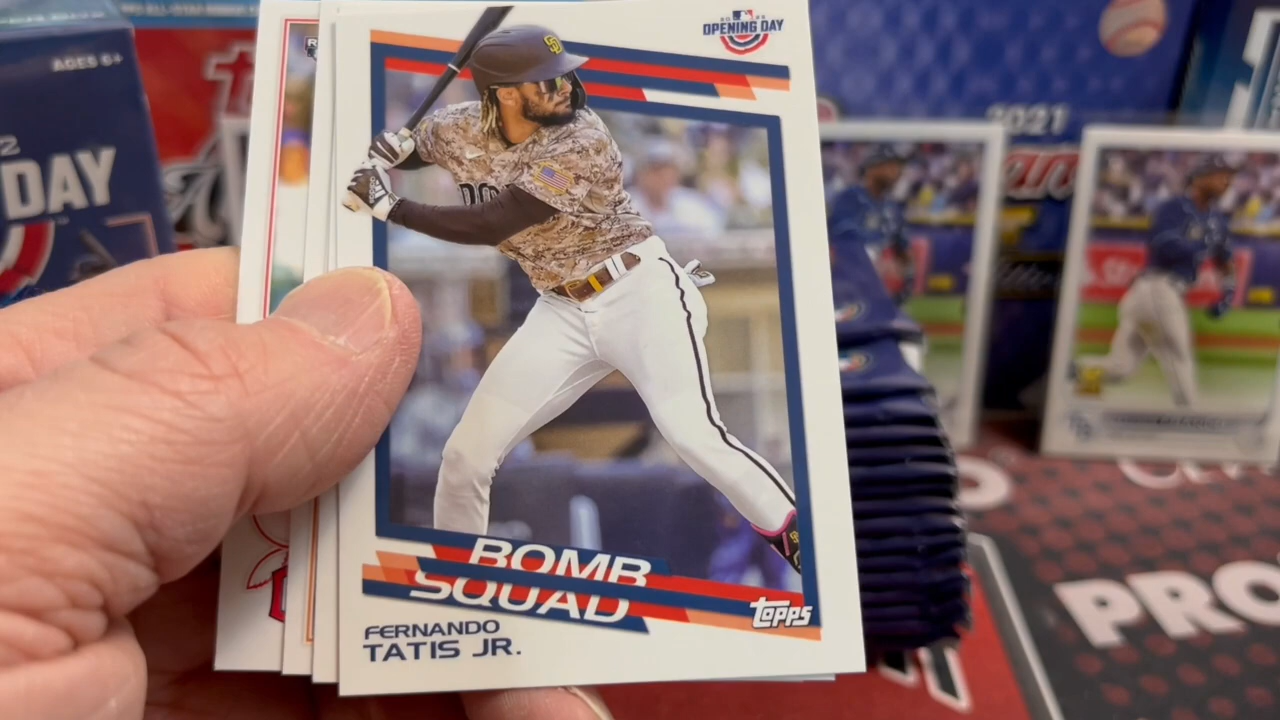 AGES 6+
DAY
OPENING DAY
2021
BOMB
SQUAD
Topps
FERNANDO
TATIS JR.
PRO